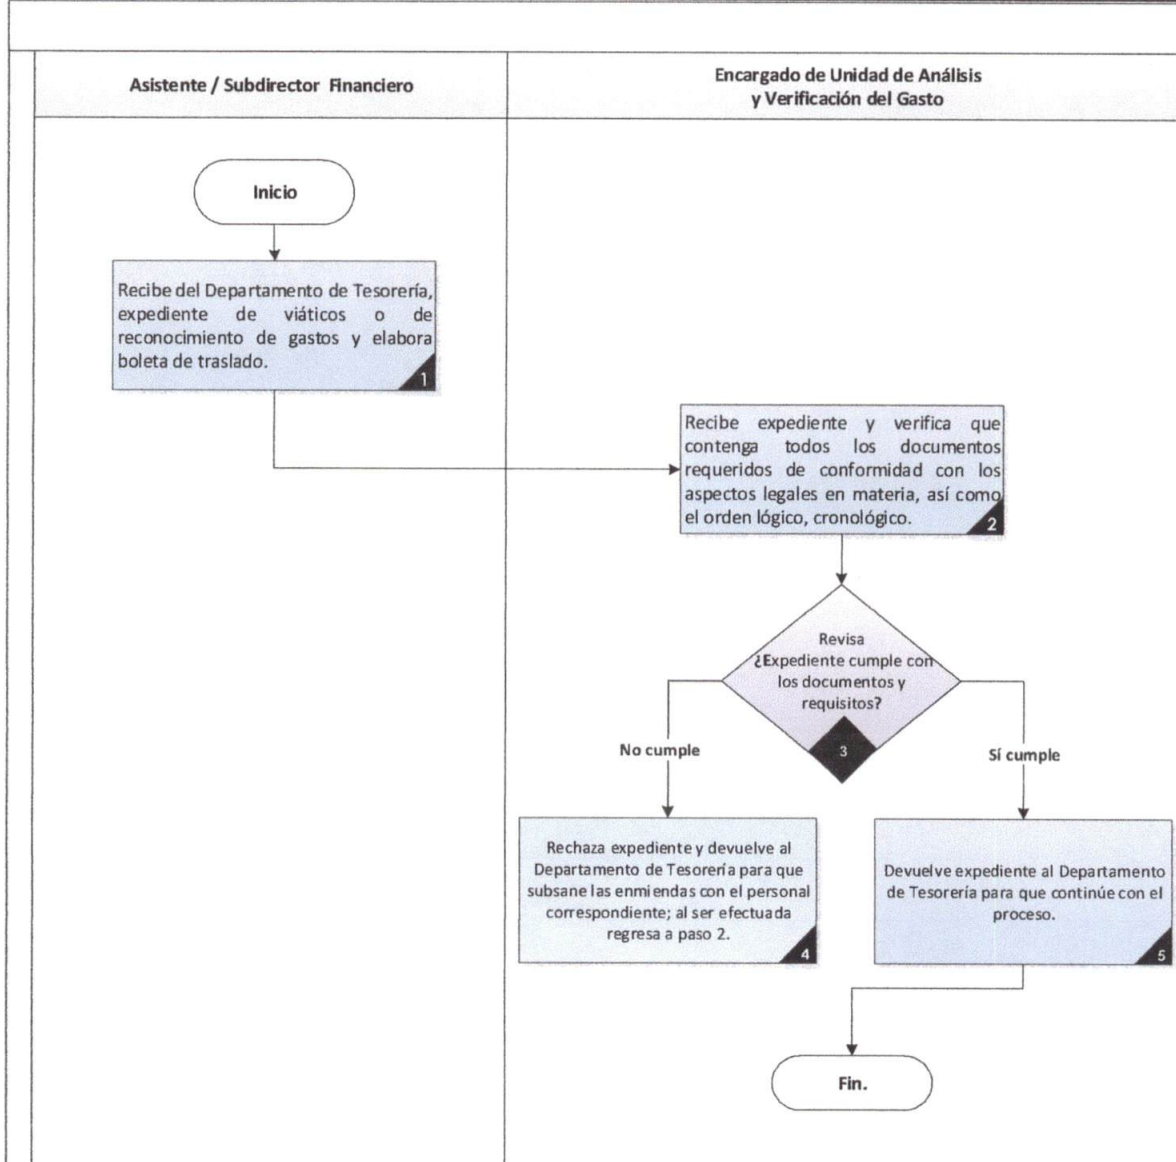 Asistente / Subdirector Financiero
Encargado de Unidad de Análisis
y Verificación del Gasto
Inicio
Recibe del Departamento de Tesorería,
expediente de viáticos o de
reconocimiento de gastos y elabora
boleta de traslado.
1
Recibe expediente y verifica que
contenga todos los documentos
requeridos de conformidad con los
aspectos legales en materia, así como
el orden lógico, cronológico.
2
Revisa
¿Expediente cumple con
los documentos y
requisitos?
3
No cumple
Sí cumple
Rechaza expediente y devuelve al
Departamento de Tesorería para que
subsane las enmiendas con el personal
correspondiente; al ser efectuada
regresa a paso 2.
4
Devuelve expediente al Departamento
de Tesorería para que continúe con el
proceso.
5
Fin.